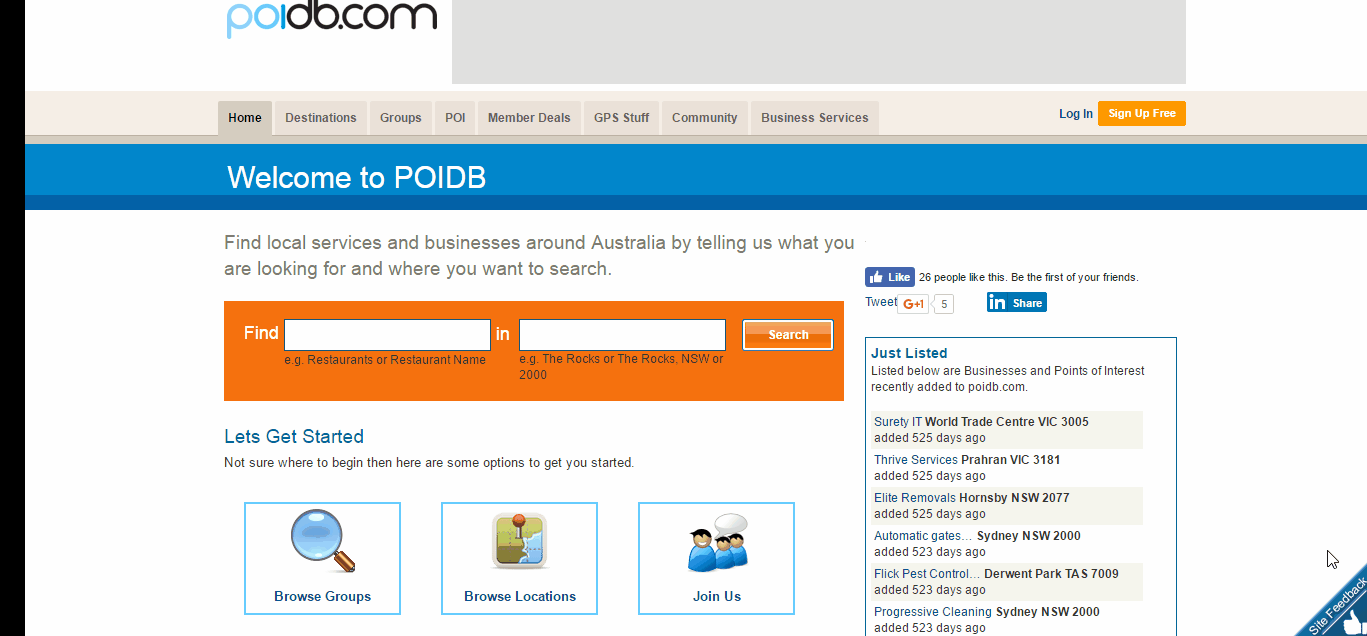 poidb.com
Home
Destinations
Groups
POI
Member Deals
GPS Stuff
Community
Business Services
Log In
Sign Up Free
Welcome to POIDB
Find local services and businesses around Australia by telling us what you
are looking for and where you want to search.
Find
in
Search
e.g. Restaurants or Restaurant Name
e.g. The Rocks or The Rocks, NSW or
2000
Lets Get Started
Not sure where to begin then here are some options to get you started.
Browse Groups
Browse Locations
Join Us
Like
26 people like this. Be the first of your friends.
Tweet
G+1
5
in Share
Just Listed
Listed below are Businesses and Points of Interest
recently added to poidb.com.
Surety IT World Trade Centre VIC 3005
added 525 days ago
Thrive Services Prahran VIC 3181
added 525 days ago
Elite Removals Hornsby NSW 2077
added 525 days ago
Automatic gates... Sydney NSW 2000
added 523 days ago
Flick Pest Control... Derwent Park TAS 7009
added 523 days ago
Progressive Cleaning Sydney NSW 2000
added 523 days ago
Site Feedback